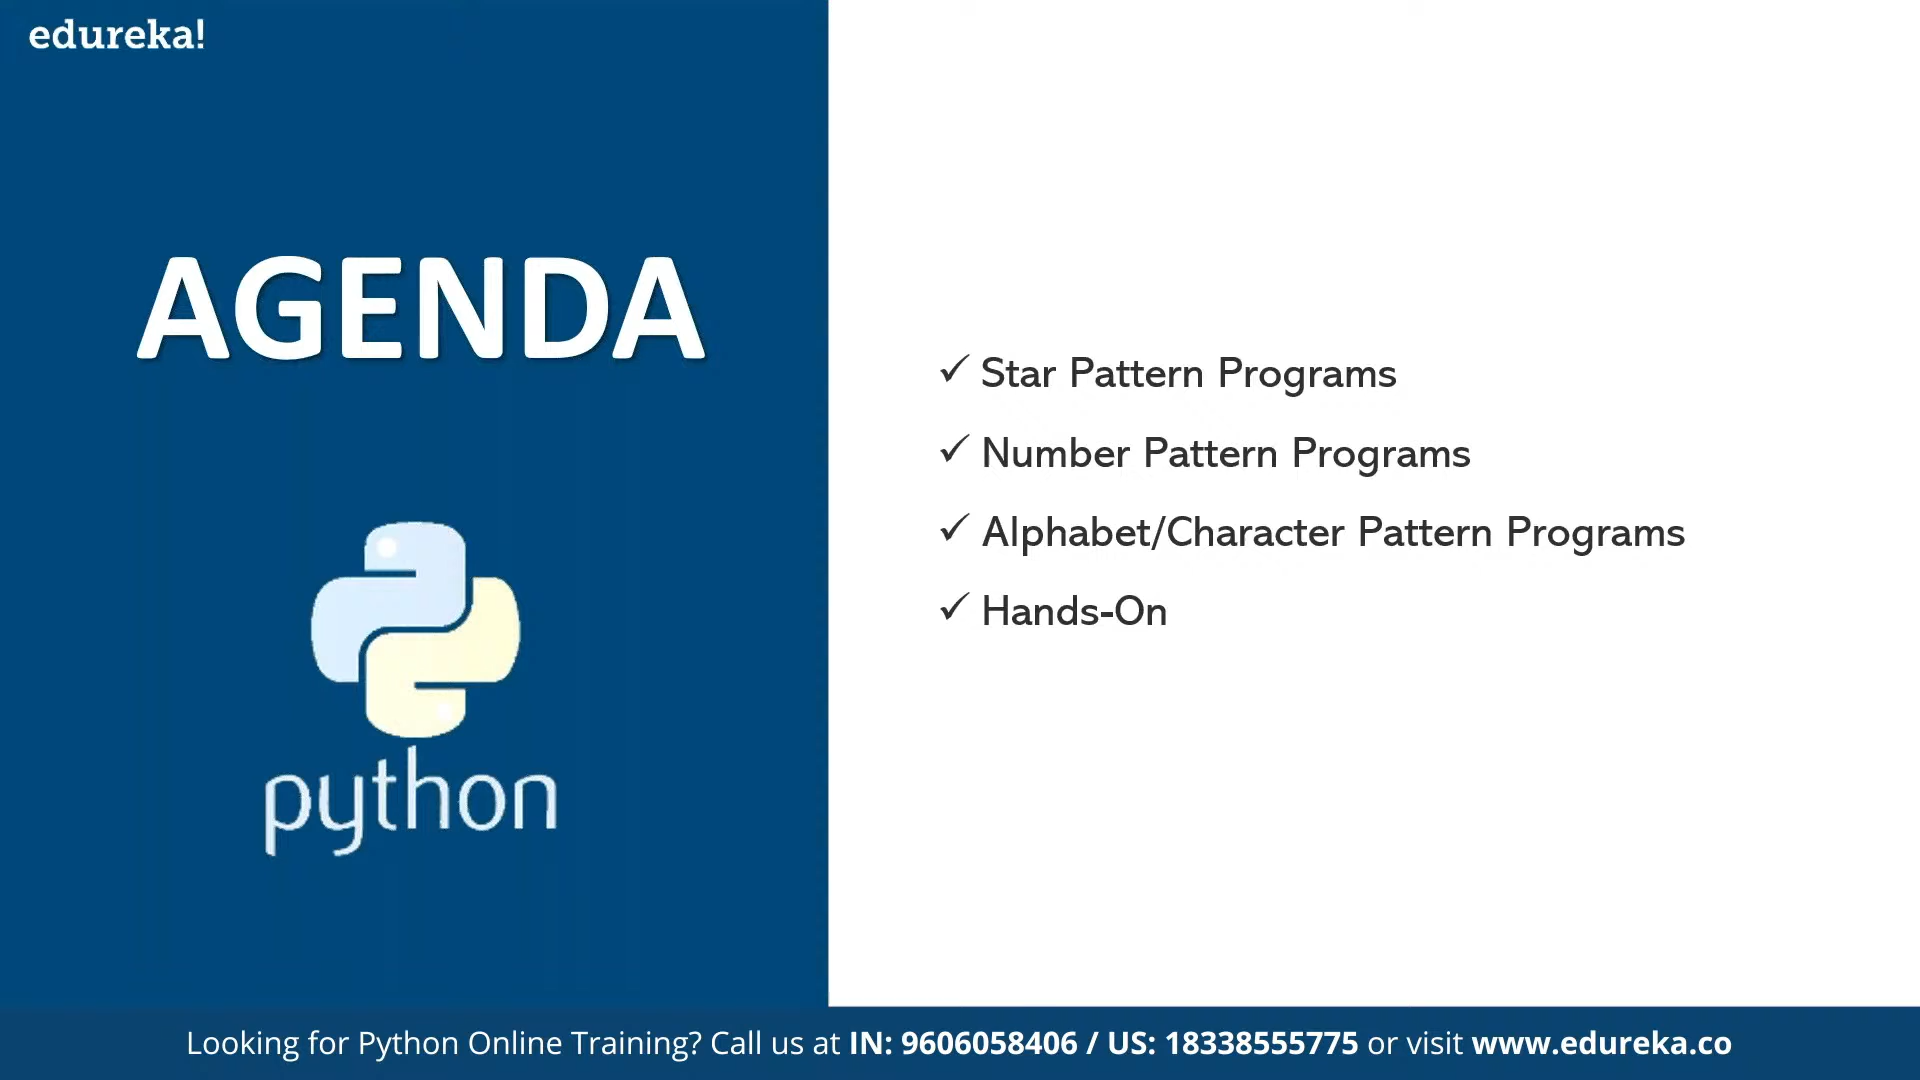 edureka!
AGENDA
python
✓ Star Pattern Programs
✓ Number Pattern Programs
✓ Alphabet/Character Pattern Programs
✓ Hands-On
Looking for Python Online Training? Call us at IN: 9606058406 / US: 18338555775 or visit www.edureka.co